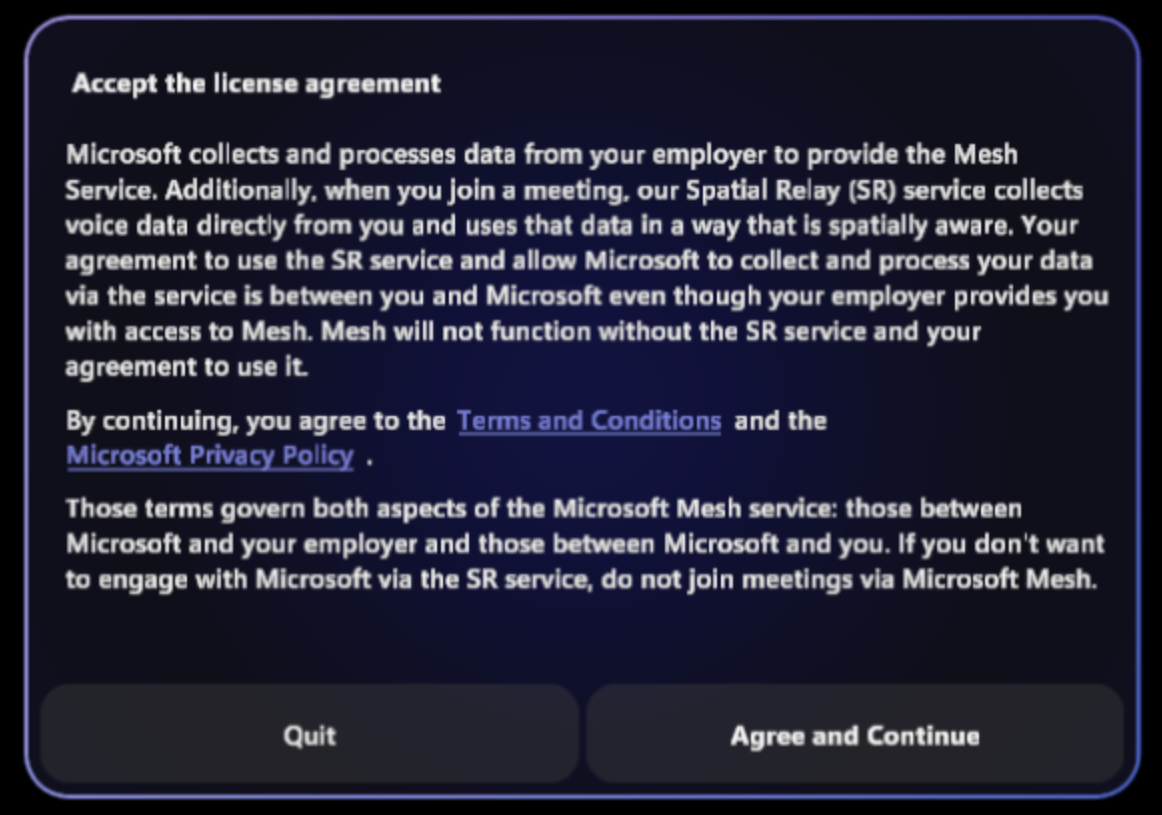 Accept the license agreement
Microsoft collects and processes data from your employer to provide the Mesh
Service. Additionally, when you join a meeting, our Spatial Relay (SR) service collects
voice data directly from you and uses that data in a way that is spatially aware. Your
agreement to use the SR service and allow Microsoft to collect and process your data
via the service is between you and Microsoft even though your employer provides you
with access to Mesh. Mesh will not function without the SR service and your
agreement to use it.
By continuing, you agree to the Terms and Conditions and the
Microsoft Privacy Policy .
Those terms govern both aspects of the Microsoft Mesh service: those between
Microsoft and your employer and those between Microsoft and you. If you don't want
to engage with Microsoft via the SR service, do not join meetings via Microsoft Mesh.
Quit
Agree and Continue